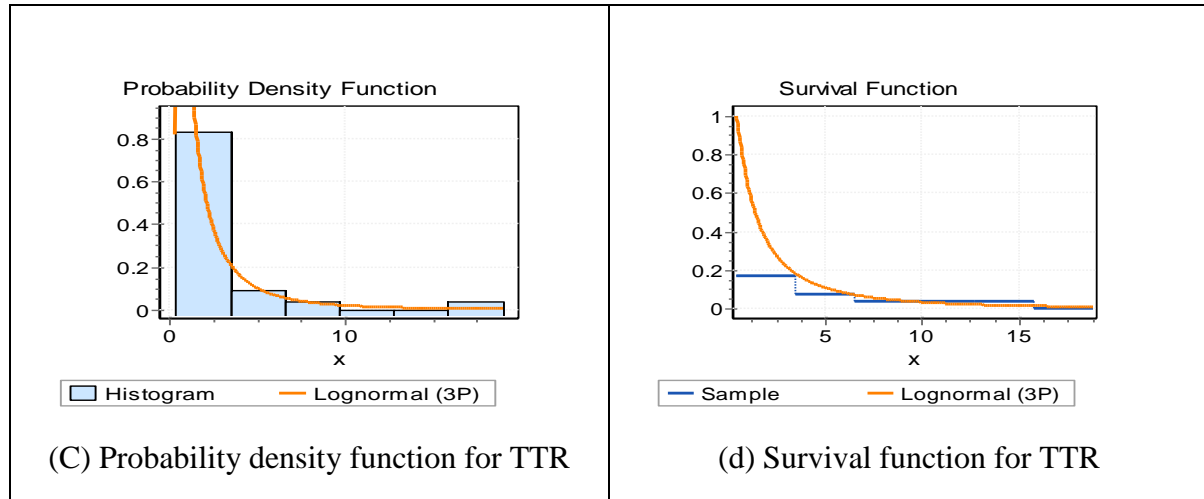 Probability Density Function
0.8
0.6
0.4
0.2
0
0 10
x
Histogram Lognormal (3P)
(C) Probability density function for TTR
Survival Function
1
0.8
0.6
0.4
0.2
0
5 10 15
x
Sample Lognormal (3P)
(d) Survival function for TTR